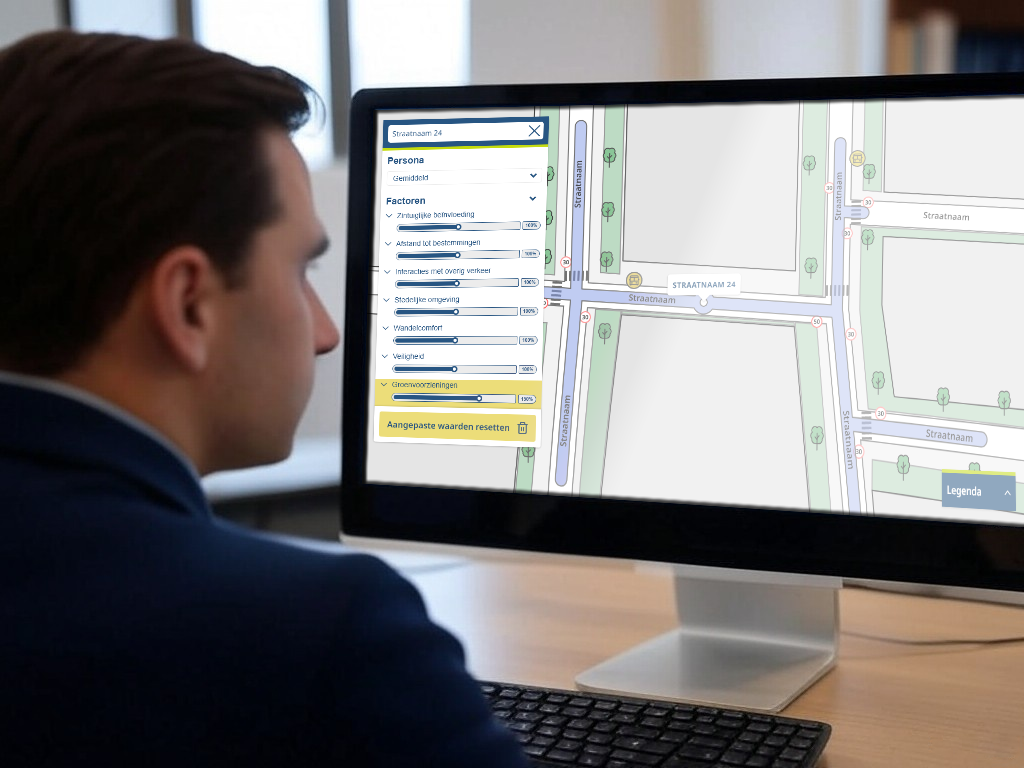 Straatnaam 24
Persona
Gemiddeld
Factoren
Zintuiglijke beïnvloeding
100%
Afstand tot bestemmingen
100%
Interacties met overig verkeer
100%
Stedelijke omgeving
100%
Wandelcomfort
100%
Veiligheid
100%
Groenvoorzieningen
150%
Aangepaste waarden resetten
Straatnaam
Straatnaam
Straatnaam
STRAATNAAM 24
Straatnaam
Straatnaam
Straatnaam
Straatnaam
30
30
30
30
30
30
50
30
30
30
Legenda